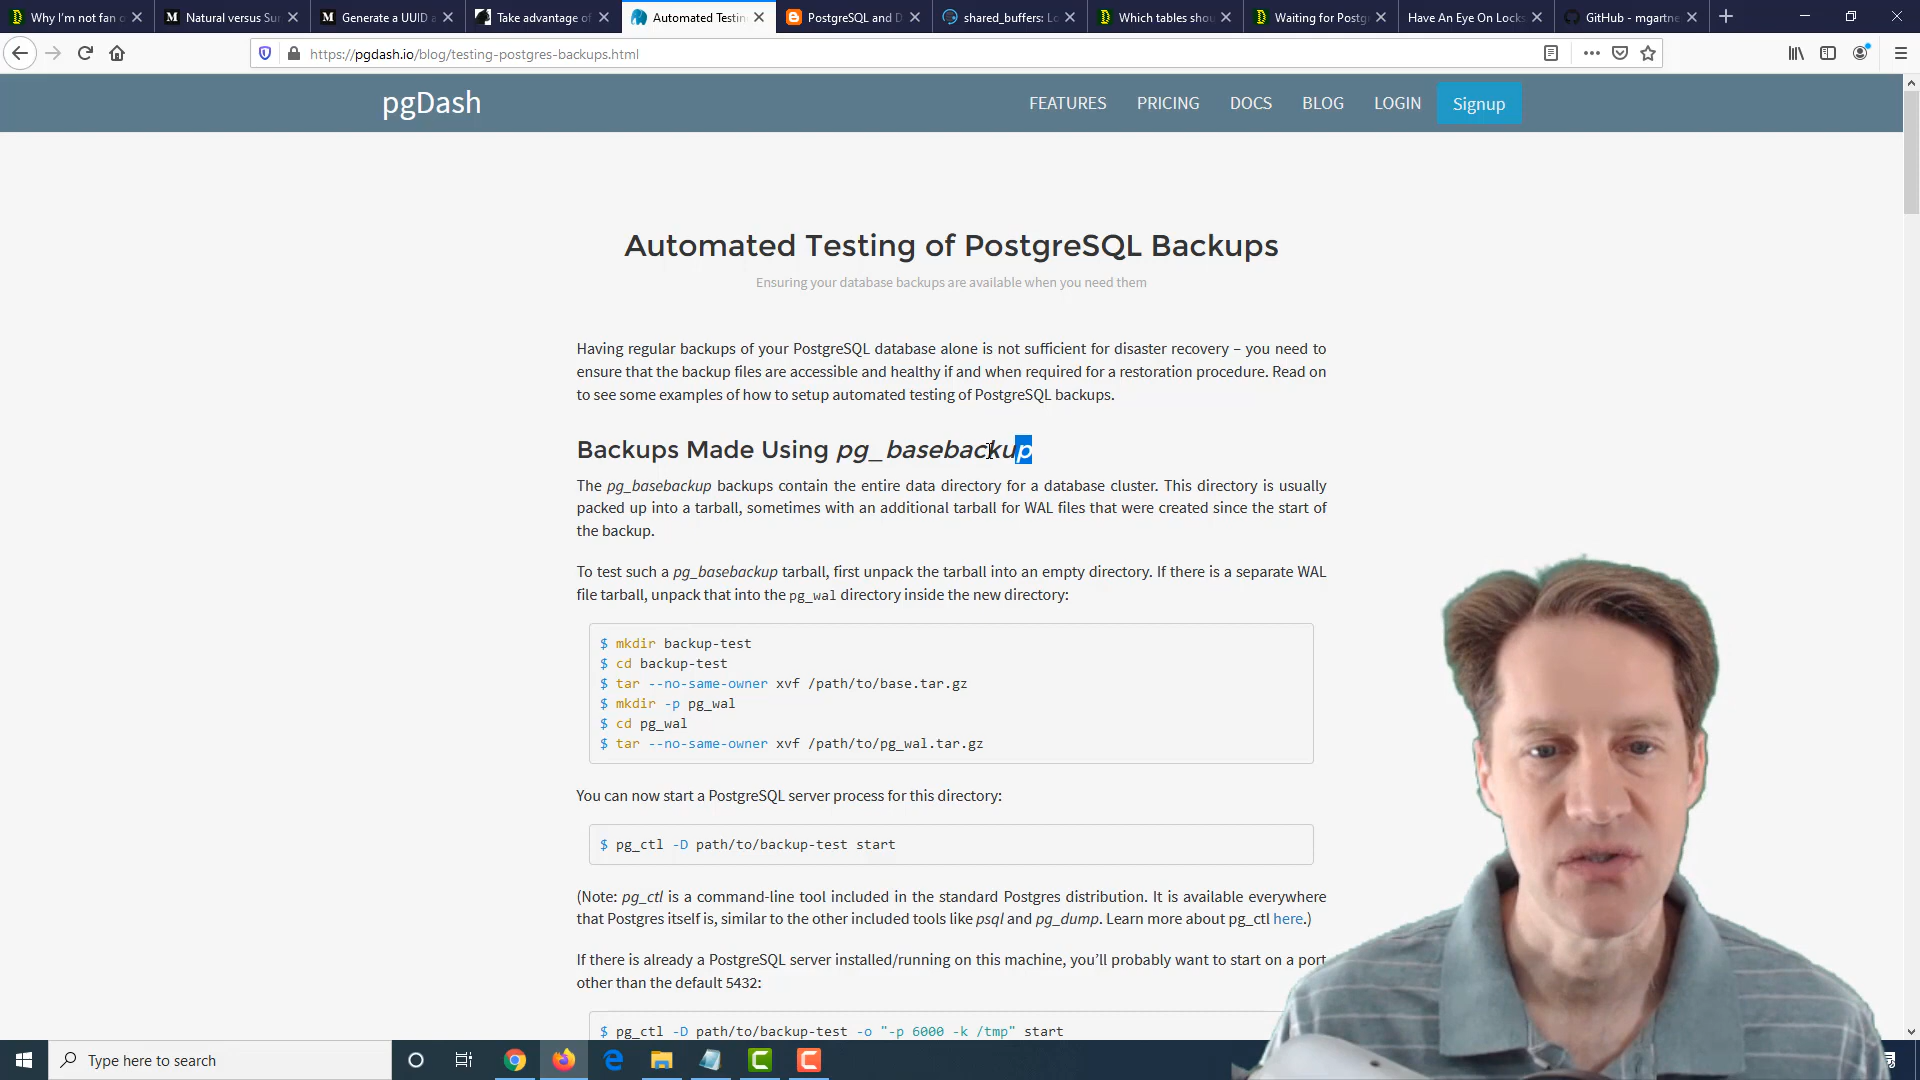 Why I'm not fan o
Natural versus Su
Generate a UUID a
Take advantage of
Automated Testin
PostgreSQL and D
shared_buffers: Lo
Which tables shou
Waiting for Postg
Have An Eye On Locks
GitHub - mgartne
https://pgdash.io/blog/testing-postgres-backups.html
pgDash
FEATURES
PRICING
DOCS
BLOG
LOGIN
Signup
Automated Testing of PostgreSQL Backups
Ensuring your database backups are available when you need them
Having regular backups of your PostgreSQL database alone is not sufficient for disaster recovery – you need to
ensure that the backup files are accessible and healthy if and when required for a restoration procedure. Read on
to see some examples of how to setup automated testing of PostgreSQL backups.
Backups Made Using pg_basebackup
The pg_basebackup backups contain the entire data directory for a database cluster. This directory is usually
packed up into a tarball, sometimes with an additional tarball for WAL files that were created since the start of
the backup.
To test such a pg_basebackup tarball, first unpack the tarball into an empty directory. If there is a separate WAL
file tarball, unpack that into the pg_wal directory inside the new directory:
$ mkdir backup-test
$ cd backup-test
$ tar --no-same-owner xvf /path/to/base.tar.gz
$ mkdir -p pg_wal
$ cd pg_wal
$ tar --no-same-owner xvf /path/to/pg_wal.tar.gz
You can now start a PostgreSQL server process for this directory:
$ pg_ctl -D path/to/backup-test start
(Note: pg_ctl is a command-line tool included in the standard Postgres distribution. It is available everywhere
that Postgres itself is, similar to the other included tools like psql and pg_dump. Learn more about pg_ctl here.)
If there is already a PostgreSQL server installed/running on this machine, you'll probably want to start on a port
other than the default 5432:
$ pg_ctl -D path/to/backup-test -o "-p 6000 -k /tmp" start
Type here to search